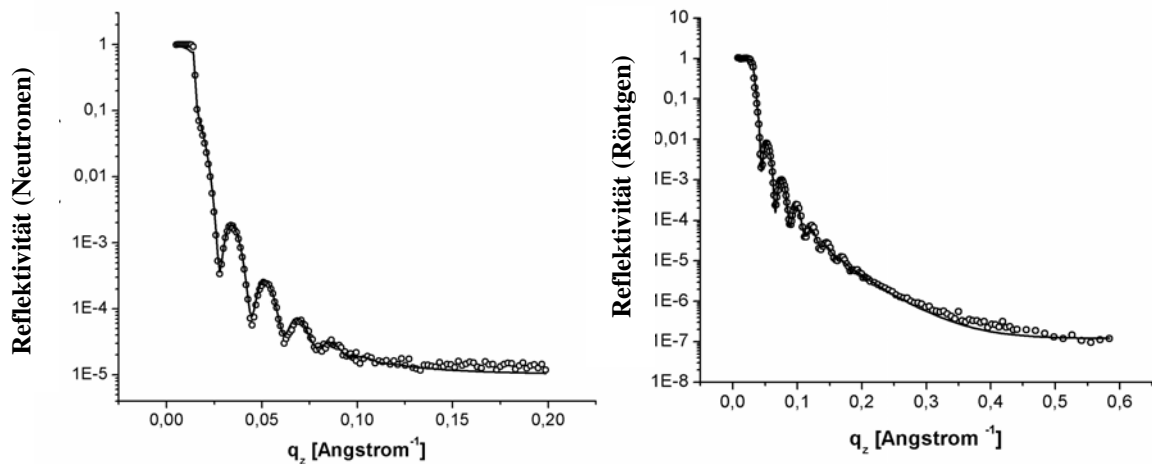 Reflektivität (Neutronen)
1
0,1
0,01
1E-3
1E-4
1E-5
0,00
0,05
0,10
0,15
0,20
q_z [Angstrom^-1]
Reflektivität (Röntgen)
10
1
0,1
0,01
1E-3
1E-4
1E-5
1E-6
1E-7
1E-8
0,0
0,1
0,2
0,3
0,4
0,5
0,6
q_z [Angstrom ^-1]